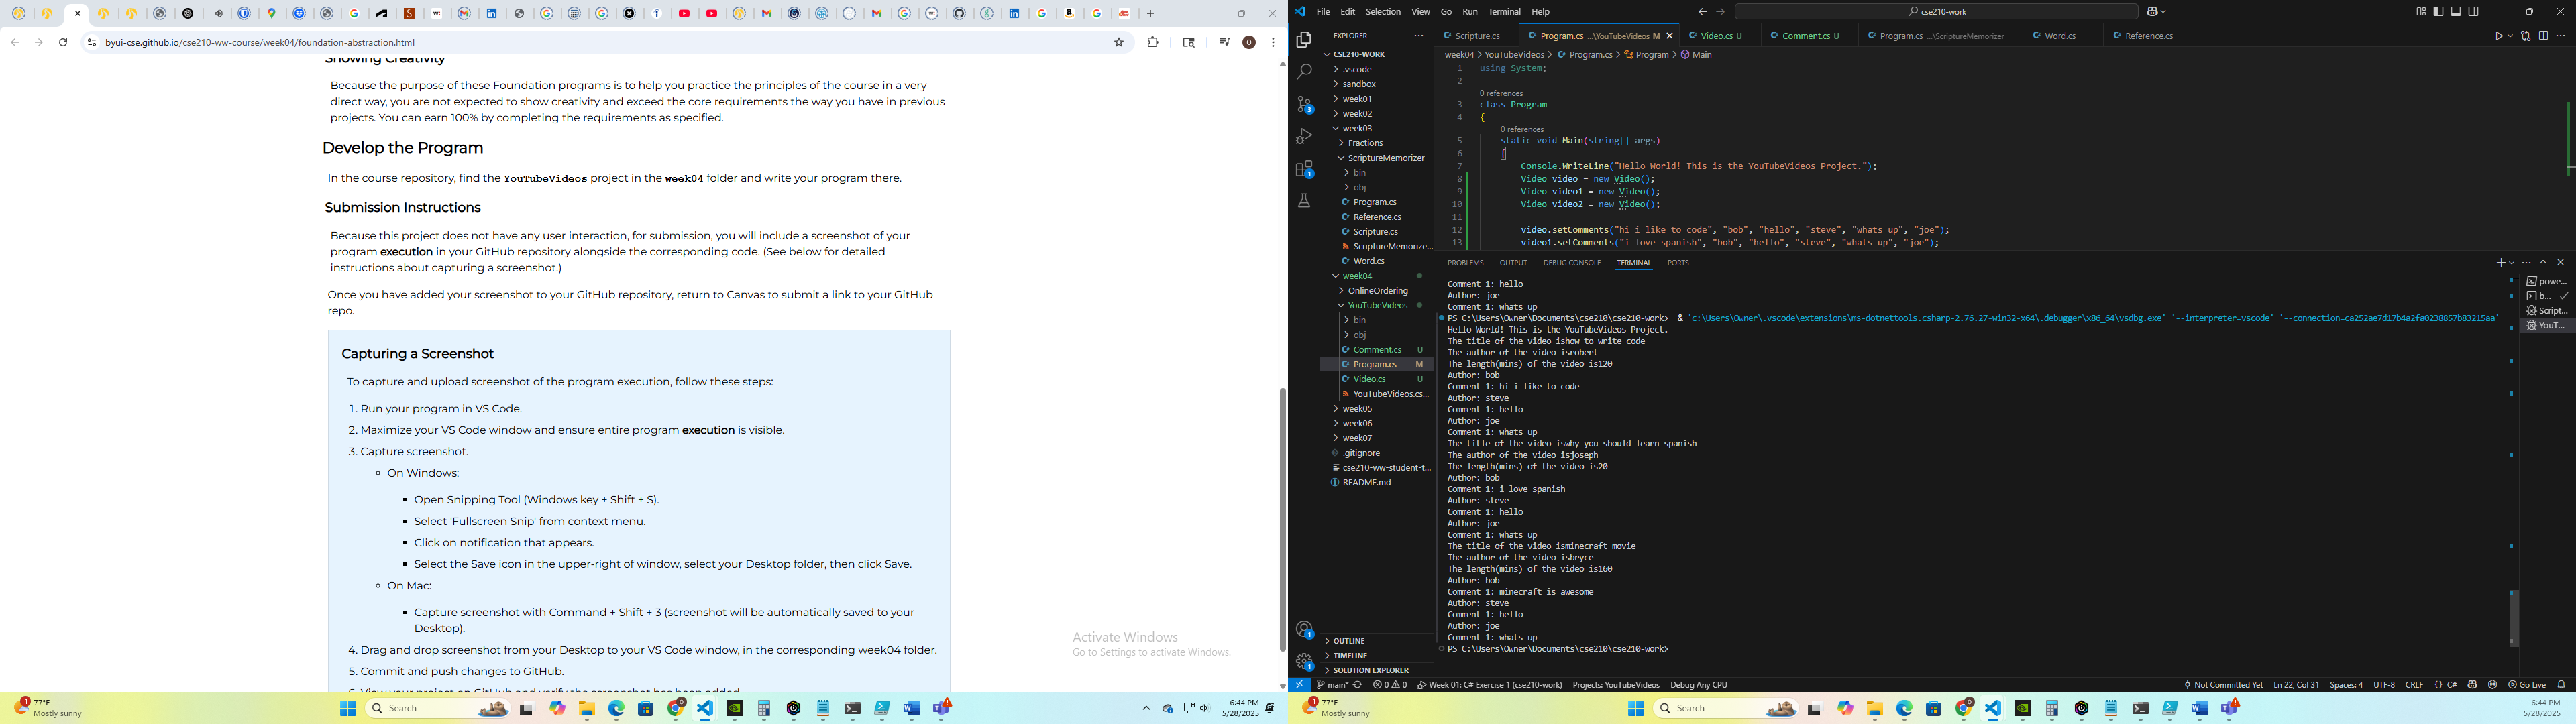 byui-cse.github.io/cse210-ww-course/week04/foundation-abstraction.html
Showing Creativity
Because the purpose of these Foundation programs is to help you practice the principles of the course in a very
direct way, you are not expected to show creativity and exceed the core requirements the way you have in previous
projects. You can earn 100% by completing the requirements as specified.
Develop the Program
In the course repository, find the YouTubeVideos project in the week04 folder and write your program there.
Submission Instructions
Because this project does not have any user interaction, for submission, you will include a screenshot of your
program execution in your GitHub repository alongside the corresponding code. (See below for detailed
instructions about capturing a screenshot.)
Once you have added your screenshot to your GitHub repository, return to Canvas to submit a link to your GitHub
repo.
Capturing a Screenshot
To capture and upload screenshot of the program execution, follow these steps:
1. Run your program in VS Code.
2. Maximize your VS Code window and ensure entire program execution is visible.
3. Capture screenshot.
On Windows:
Open Snipping Tool (Windows key + Shift + S).
Select 'Fullscreen Snip' from context menu.
Click on notification that appears.
Select the Save icon in the upper-right of window, select your Desktop folder, then click Save.
On Mac:
Capture screenshot with Command + Shift + 3 (screenshot will be automatically saved to your
Desktop).
4. Drag and drop screenshot from your Desktop to your VS Code window, in the corresponding week04 folder.
5. Commit and push changes to GitHub.
Activate Windows
Go to Settings to activate Windows.
77°F
Mostly sunny
Search
6:44 PM
5/28/2025
File Edit Selection View Go Run Terminal Help
cse210-work
EXPLORER
CSE210-WORK
.vscode
sandbox
week01
week02
week03
Fractions
ScriptureMemorizer
bin
obj
Program.cs
Reference.cs
Scripture.cs
ScriptureMemorize...
Word.cs
week04
OnlineOrdering
YouTubeVideos
bin
obj
Comment.cs U
Program.cs M
Video.cs U
YouTubeVideos.cs...
week05
week06
week07
.gitignore
cse210-ww-student-t...
README.md
OUTLINE
TIMELINE
SOLUTION EXPLORER
Scripture.cs Program.cs ...\YouTubeVideos M Video.cs U Comment.cs U Program.cs ...\ScriptureMemorizer Word.cs Reference.cs
week04 > YouTubeVideos > Program.cs > Program > Main
1 using System;
2
0 references
3 class Program
4 {
0 references
5 static void Main(string[] args)
6 {
7 Console.WriteLine("Hello World! This is the YouTubeVideos Project.");
8 Video video = new Video();
9 Video video1 = new Video();
10 Video video2 = new Video();
11
12 video.setComments("hi i like to code", "bob", "hello", "steve", "whats up", "joe");
13 video1.setComments("i love spanish", "bob", "hello", "steve", "whats up", "joe");
PROBLEMS OUTPUT DEBUG CONSOLE TERMINAL PORTS
powe...
b...
Script...
YouT...
Comment 1: hello
Author: joe
Comment 1: whats up
PS C:\Users\Owner\Documents\cse210\cse210-work> & 'c:\Users\Owner\.vscode\extensions\ms-dotnettools.csharp-2.76.27-win32-x64\.debugger\x86_64\vsdbg.exe' '--interpreter=vscode' '--connection=ca252ae7d17b4a2fa0238857b83215aa'
Hello World! This is the YouTubeVideos Project.
The title of the video ishow to write code
The author of the video isrobert
The length(mins) of the video is120
Author: bob
Comment 1: hi i like to code
Author: steve
Comment 1: hello
Author: joe
Comment 1: whats up
The title of the video iswhy you should learn spanish
The author of the video isjoseph
The length(mins) of the video is20
Author: bob
Comment 1: i love spanish
Author: steve
Comment 1: hello
Author: joe
Comment 1: whats up
The title of the video isminecraft movie
The author of the video isbryce
The length(mins) of the video is160
Author: bob
Comment 1: minecraft is awesome
Author: steve
Comment 1: hello
Author: joe
Comment 1: whats up
PS C:\Users\Owner\Documents\cse210\cse210-work>
main* 0 0 Week 01: C# Exercise 1 (cse210-work) Projects: YouTubeVideos Debug Any CPU Not Committed Yet Ln 22, Col 31 Spaces: 4 UTF-8 CRLF {} C# Go Live
77°F
Mostly sunny
Search
6:44 PM
5/28/2025